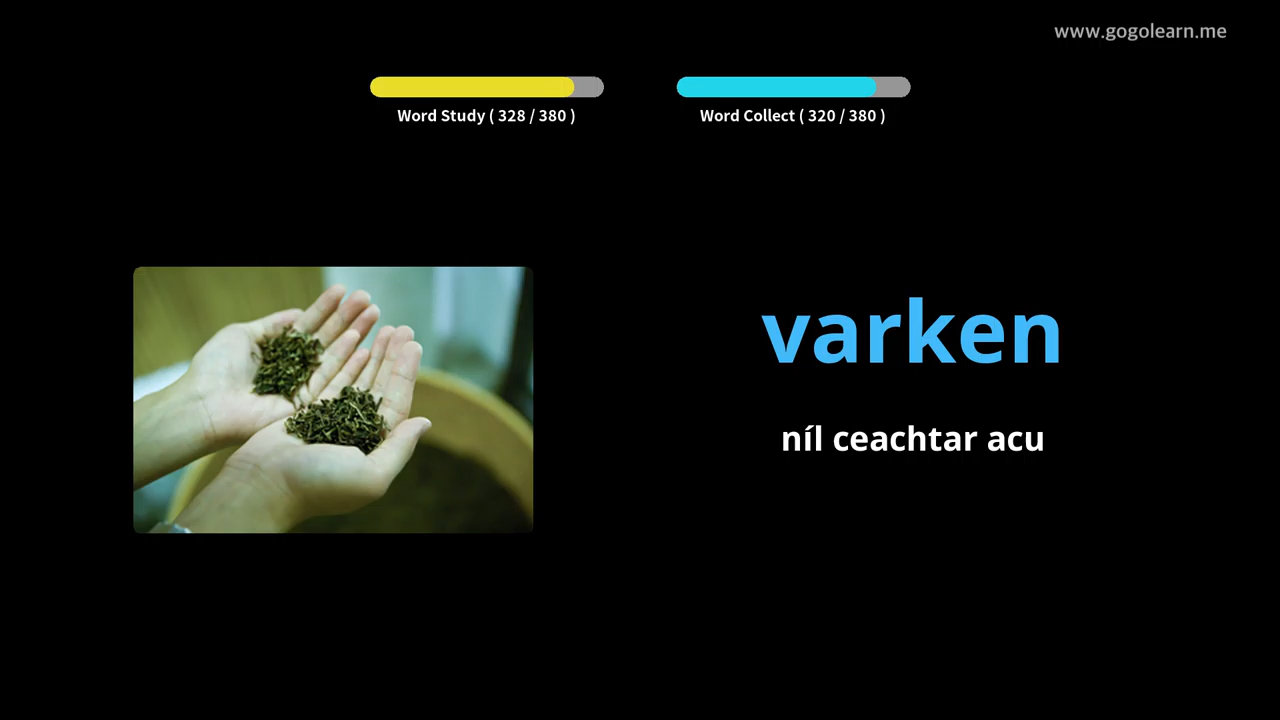 www.gogolearn.me
Word Study ( 328 / 380 )
Word Collect ( 320 / 380 )
varken
níl ceachtar acu